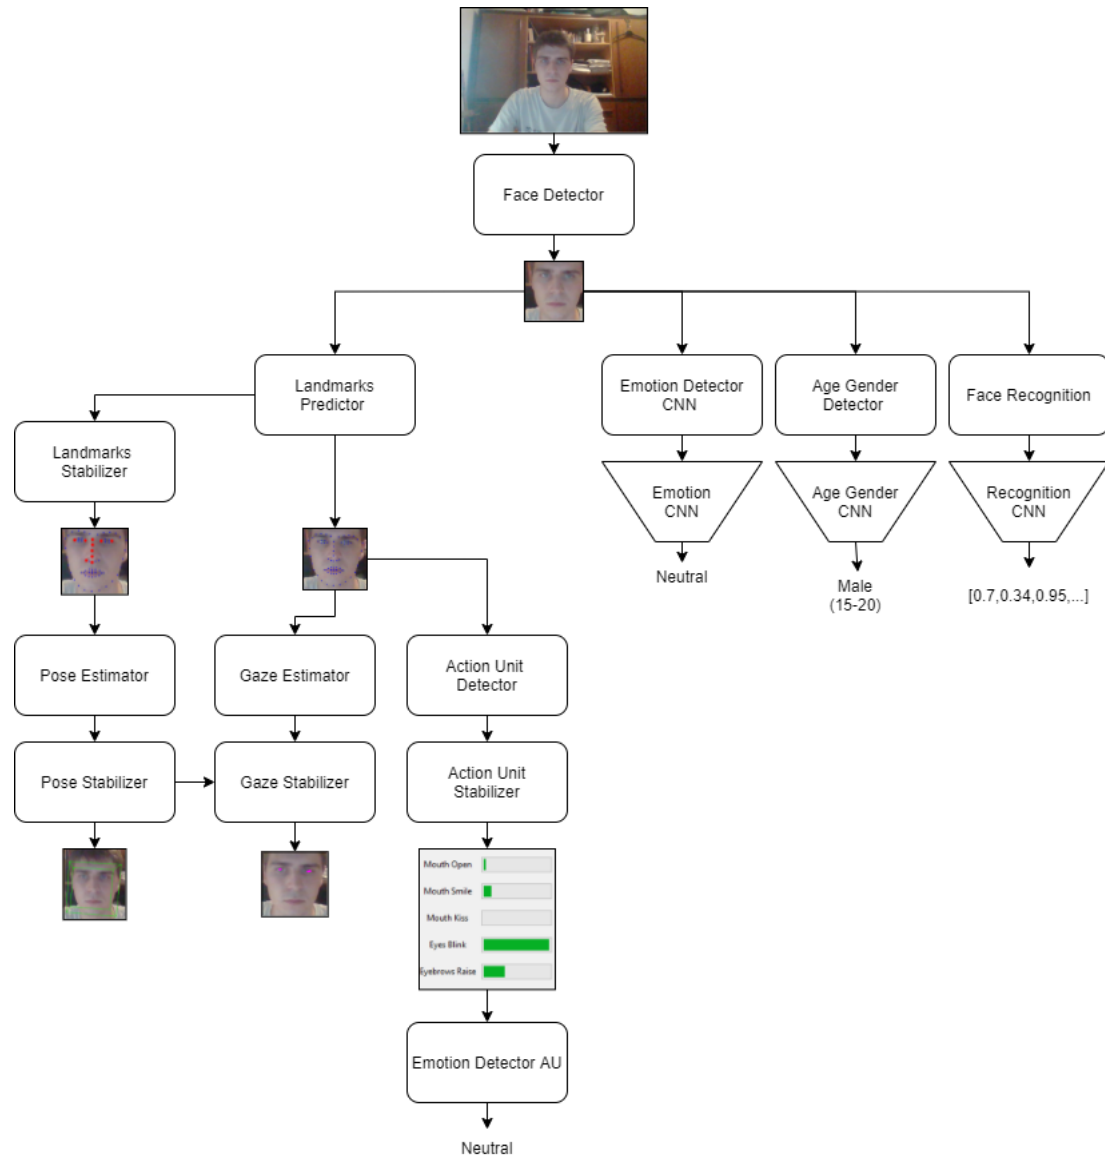 Face Detector
Landmarks
Predictor
Emotion Detector
CNN
Age Gender
Detector
Face Recognition
Landmarks
Stabilizer
Emotion
CNN
Age Gender
CNN
Recognition
CNN
Neutral
Male
(15-20)
[0.7,0.34,0.95,...]
Pose Estimator
Gaze Estimator
Action Unit
Detector
Pose Stabilizer
Gaze Stabilizer
Action Unit
Stabilizer
Mouth Open
Mouth Smile
Mouth Kiss
Eyes Blink
Eyebrows Raise
Emotion Detector AU
Neutral